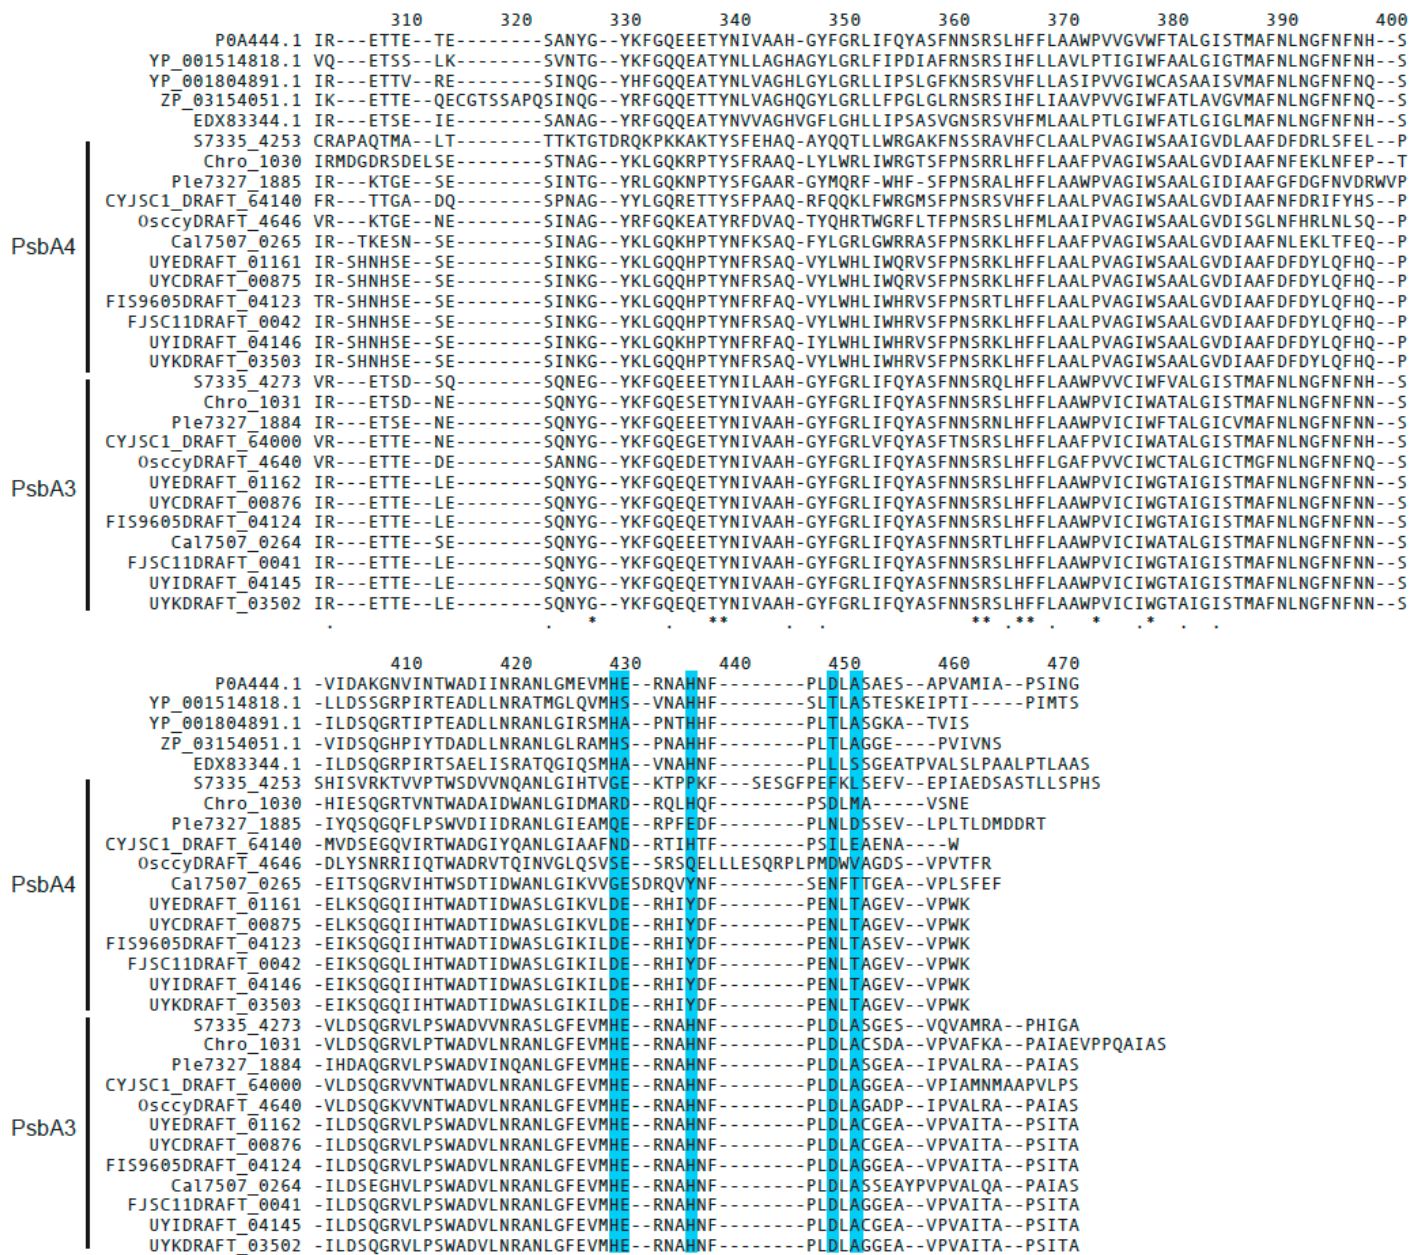 310 320 330 340 350 360 370 380 390 400
P0A444.1 IR---ETTE--TE--------SANYG--YKFGQEEETYNIVAAH-GYFGRLIFQYASFNNSRSLHFFLAAWPVVGVWFTALGISTMAFNLNGFNFNH--S
YP_001514818.1 VQ---ETSS--LK--------SVNTG--YKFGQQEATYNLLAGHAGYLGRLFIPDIAFRNSRSIHFLLAVLPTIGIWFAALGIGTMAFNLNGFNFNH--S
YP_001804891.1 IR---ETTV--RE--------SINQG--YHFGQQEATYNLVAGHLGYLGRLLIPSLGFKNSRSVHFLLASIPVVGIWCASAAISVMAFNLNGFNFNQ--S
ZP_03154051.1 IK---ETTE--QECGTSSAPQSINQG--YRFGQQETTYNLVAGHQGYLGRLLFPGLGLRNSRSIHFLIAAVPVVGIWFATLAVGVMAFNLNGFNFNQ--S
EDX83344.1 IR---ETSE--IE--------SANAG--YRFGQQEATYNVVAGHVGFLGHLLIPSASVGNSRSVHFMLAALPTLGIWFATLGIGLMAFNLNGFNFNH--S
S7335_4253 CRAPAQTMA--LT--------TTKTGTDRQKPKKAKTYSFEHAQ-AYQQTLLWRGAKFNSSRAVHFCLAALPVAGIWSAAIGVDLAAFDFDRLSFEL--P
Chro_1030 IRMDGDRSDELSE--------STNAG--YKLGQKRPTYSFRAAQ-LYLWRLIWRGTSFPNSRRLHFFLAAFPVAGIWSAALGVDIAAFNFEKLNFEP--T
Ple7327_1885 IR---KTGE--SE--------SINTG--YRLGQKNPTYSFGAAR-GYMQRF-WHF-SFPNSRALHFFLAAWPVAGIWSAALGIDIAAFGFDGFNVDRWVP
CYJSC1_DRAFT_64140 FR---TTGA--DQ--------SPNAG--YYLGQRETTYSFPAAQ-RFQQKLFWRGMSFPNSRSVHFFLAALPVAGIWSAALGVDIAAFNFDRIFYHS--P
OsccyDRAFT_4646 VR---KTGE--NE--------SINAG--YRFGQKEATYRFDVAQ-TYQHRTWGRFLTFPNSRSLHFMLAAIPVAGIWSAALGVDISGLNFHRLNLSQ--P
Cal7507_0265 IR--TKESN--SE--------SINAG--YKLGQKHPTYNFKSAQ-FYLGRLGWRRASFPNSRKLHFFLAAFPVAGIWSAALGVDIAAFNLEKLTFEQ--P
UYEDRAFT_01161 IR-SHNHSE--SE--------SINKG--YKLGQQHPTYNFRSAQ-VYLWHLIWQRVSFPNSRKLHFFLAALPVAGIWSAALGVDIAAFDFDYLQFHQ--P
UYCDRAFT_00875 IR-SHNHSE--SE--------SINKG--YKLGQQHPTYNFRSAQ-VYLWHLIWQRVSFPNSRKLHFFLAALPVAGIWSAALGVDIAAFDFDYLQFHQ--P
FIS9605DRAFT_04123 TR-SHNHSE--SE--------SINKG--YKLGQQHPTYNFRFAQ-VYLWHLIWHRVSFPNSRTLHFFLAALPVAGIWSAALGVDIAAFDFDYLQFHQ--P
FJSC11DRAFT_0042 IR-SHNHSE--SE--------SINKG--YKLGQQHPTYNFRSAQ-VYLWHLIWHRVSFPNSRKLHFFLAALPVAGIWSAALGVDIAAFDFDYLQFHQ--P
UYIDRAFT_04146 IR-SHNHSE--SE--------SINKG--YKLGQKHPTYNFRFAQ-IYLWHLIWHRVSFPNSRKLHFFLAALPVAGIWSAALGVDIAAFDFDYLQFHQ--P
UYKDRAFT_03503 IR-SHNHSE--SE--------SINKG--YKLGQQHPTYNFRSAQ-VYLWHLIWHRVSFPNSRKLHFFLAALPVAGIWSAALGVDIAAFDFDYLQFHQ--P
PsbA4
S7335_4273 VR---ETSD--SQ--------SQNEG--YKFGQEEETYNILAAH-GYFGRLIFQYASFNNSRQLHFFLAAWPVVCIWFVALGISTMAFNLNGFNFNH--S
Chro_1031 IR---ETSD--NE--------SQNYG--YKFGQESETYNIVAAH-GYFGRLIFQYASFNNSRSLHFFLAAWPVICIWATALGISTMAFNLNGFNFNN--S
Ple7327_1884 IR---ETSE--NE--------SQNYG--YKFGQEEETYNIVAAH-GYFGRLIFQYASFNNSRNLHFFLAAWPVICIWFTALGICVMAFNLNGFNFNN--S
CYJSC1_DRAFT_64000 VR---ETTE--NE--------SQNYG--YKFGQEGETYNIVAAH-GYFGRLVFQYASFTNSRSLHFFLAAFPVICIWATALGISTMAFNLNGFNFNH--S
OsccyDRAFT_4640 VR---ETTE--DE--------SANNG--YKFGQEDETYNIVAAH-GYFGRLIFQYASFNNSRSLHFFLGAFPVVCIWCTALGICTMGFNLNGFNFNQ--S
UYEDRAFT_01162 IR---ETTE--LE--------SQNYG--YKFGQEQETYNIVAAH-GYFGRLIFQYASFNNSRSLHFFLAAWPVICIWGTAIGISTMAFNLNGFNFNN--S
UYCDRAFT_00876 IR---ETTE--LE--------SQNYG--YKFGQEQETYNIVAAH-GYFGRLIFQYASFNNSRSLHFFLAAWPVICIWGTAIGISTMAFNLNGFNFNN--S
FIS9605DRAFT_04124 IR---ETTE--LE--------SQNYG--YKFGQEQETYNIVAAH-GYFGRLIFQYASFNNSRSLHFFLAAWPVICIWGTAIGISTMAFNLNGFNFNN--S
Cal7507_0264 IR---ETTE--SE--------SQNYG--YKFGQEEETYNIVAAH-GYFGRLIFQYASFNNSRTLHFFLAAWPVICIWATALGISTMAFNLNGFNFNN--S
FJSC11DRAFT_0041 IR---ETTE--LE--------SQNYG--YKFGQEQETYNIVAAH-GYFGRLIFQYASFNNSRSLHFFLAAWPVICIWGTAIGISTMAFNLNGFNFNN--S
UYIDRAFT_04145 IR---ETTE--LE--------SQNYG--YKFGQEQETYNIVAAH-GYFGRLIFQYASFNNSRSLHFFLAAWPVICIWGTAIGISTMAFNLNGFNFNN--S
UYKDRAFT_03502 IR---ETTE--LE--------SQNYG--YKFGQEQETYNIVAAH-GYFGRLIFQYASFNNSRSLHFFLAAWPVICIWGTAIGISTMAFNLNGFNFNN--S
PsbA3
. . * . ** . . ** . ** . * . * . .
410 420 430 440 450 460 470
P0A444.1 -VIDAKGNVINTWADIINRANLGMEVMHE--RNAHNF--------PLDLASAES--APVAMIA--PSING
YP_001514818.1 -LLDSSGRPIRTEADLLNRATMGLQVMHS--VNAHHF--------SLTLASTESKEIPTI-----PIMTS
YP_001804891.1 -ILDSQGRTIPTEADLLNRANLGIRSMHA--PNTHHF--------PLTLASGKA--TVIS
ZP_03154051.1 -VIDSQGHPIYTDADLLNRANLGLRAMHS--PNAHHF--------PLTLAGGE----PVIVNS
EDX83344.1 -ILDSQGRPIRTSAELISRATQGIQSMHA--VNAHNF--------PLLLSSGEATPVALSLPAALPTLAAS
S7335_4253 SHISVRKTVVPTWSDVVNQANLGIHTVGE--KTPPKF---SESGFPEFKLSEFV--EPIAEDSASTLLSPHS
Chro_1030 -HIESQGRTVNTWADAIDWANLGIDMARD--RQLHQF--------PSDLMA-----VSNE
Ple7327_1885 -IYQSQGQFLPSWVDIIDRANLGIEAMQE--RPFEDF--------PLNLDSSEV--LPLTLDMDDRT
CYJSC1_DRAFT_64140 -MVDSEGQVIRTWADGIYQANLGIAAFND--RTIHTF--------PSILEAENA----W
OsccyDRAFT_4646 -DLYSNRRIIQTWADRVTQINVGLQSVSE--SRSQELLLESQRPLPMDWVAGDS--VPVTFR
Cal7507_0265 -EITSQGRVIHTWSDTIDWANLGIKVVGESDRQVYNF--------SENFTTGEA--VPLSFEF
UYEDRAFT_01161 -ELKSQGQIIHTWADTIDWASLGIKVLDE--RHIYDF--------PENLTAGEV--VPWK
UYCDRAFT_00875 -ELKSQGQIIHTWADTIDWASLGIKVLDE--RHIYDF--------PENLTAGEV--VPWK
FIS9605DRAFT_04123 -EIKSQGQIIHTWADTIDWASLGIKILDE--RHIYDF--------PENLTASEV--VPWK
FJSC11DRAFT_0042 -EIKSQGQLIHTWADTIDWASLGIKILDE--RHIYDF--------PENLTAGEV--VPWK
UYIDRAFT_04146 -EIKSQGQIIHTWADTIDWASLGIKILDE--RHIYDF--------PENLTAGEV--VPWK
UYKDRAFT_03503 -EIKSQGQIIHTWADTIDWASLGIKILDE--RHIYDF--------PENLTAGEV--VPWK
PsbA4
S7335_4273 -VLDSQGRVLPSWADVVNRASLGFEVMHE--RNAHNF--------PLDLASGES--VQVAMRA--PHIGA
Chro_1031 -VLDSQGRVLPTWADVLNRANLGFEVMHE--RNAHNF--------PLDLACSDA--VPVAFKA--PAIAEVPPQAIAS
Ple7327_1884 -IHDAQGRVLPSWADVINQANLGFEVMHE--RNAHNF--------PLDLASGEA--IPVALRA--PAIAS
CYJSC1_DRAFT_64000 -VLDSQGRVVNTWADVLNRANLGFEVMHE--RNAHNF--------PLDLAGGEA--VPIAMNMAAPVLPS
OsccyDRAFT_4640 -VLDSQGKVVNTWADVLNRANLGFEVMHE--RNAHNF--------PLDLAGADP--IPVALRA--PAIAS
UYEDRAFT_01162 -ILDSQGRVLPSWADVLNRANLGFEVMHE--RNAHNF--------PLDLACGEA--VPVAITA--PSITA
UYCDRAFT_00876 -ILDSQGRVLPSWADVLNRANLGFEVMHE--RNAHNF--------PLDLACGEA--VPVAITA--PSITA
FIS9605DRAFT_04124 -ILDSQGRVLPSWADVLNRANLGFEVMHE--RNAHNF--------PLDLAGGEA--VPVAITA--PSITA
Cal7507_0264 -ILDSEGHVLPSWADVLNRANLGFEVMHE--RNAHNF--------PLDLASSEAYPVPVALQA--PAIAS
FJSC11DRAFT_0041 -ILDSQGRVLPSWADVLNRANLGFEVMHE--RNAHNF--------PLDLAGGEA--VPVAITA--PSITA
UYIDRAFT_04145 -ILDSQGRVLPSWADVLNRANLGFEVMHE--RNAHNF--------PLDLACGEA--VPVAITA--PSITA
UYKDRAFT_03502 -ILDSQGRVLPSWADVLNRANLGFEVMHE--RNAHNF--------PLDLAGGEA--VPVAITA--PSITA
PsbA3